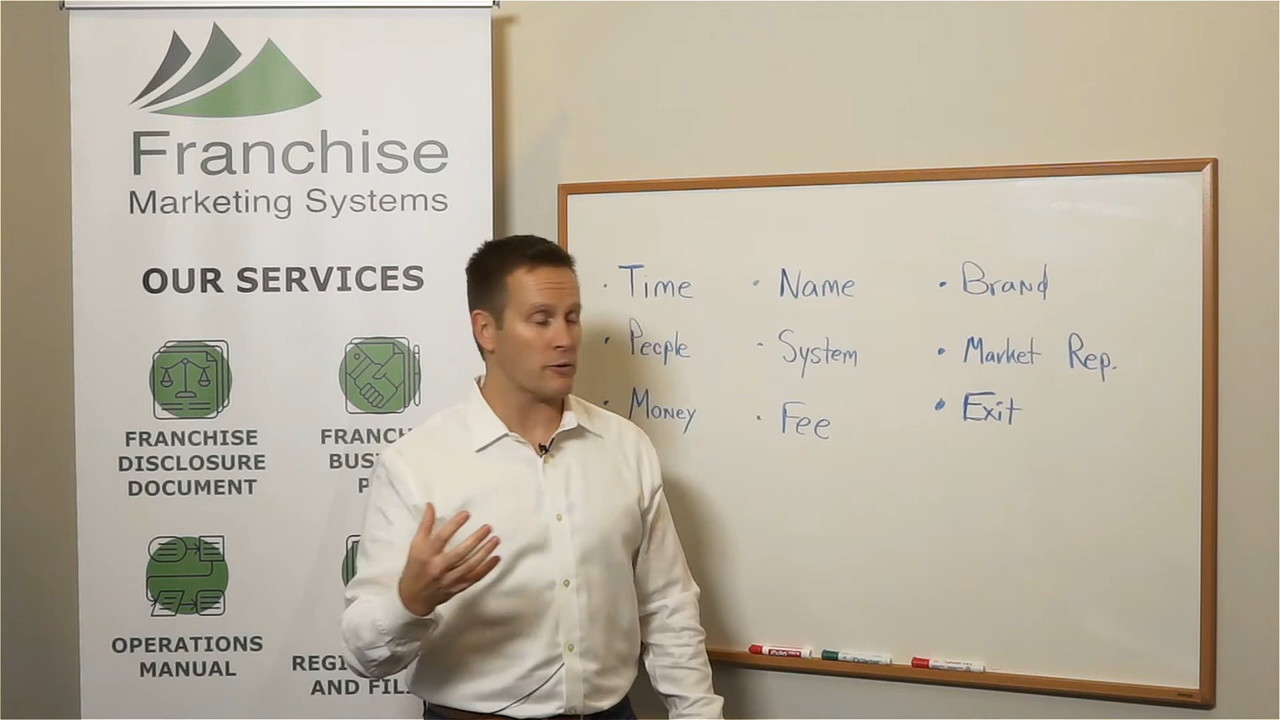 Franchise
Marketing Systems
OUR SERVICES
FRANCHISE
DISCLOSURE
DOCUMENT
OPERATIONS
MANUAL
AND
• Time
• People
• Money
• Name
• System
• Fee
• Brand
• Market Rep.
• Exit